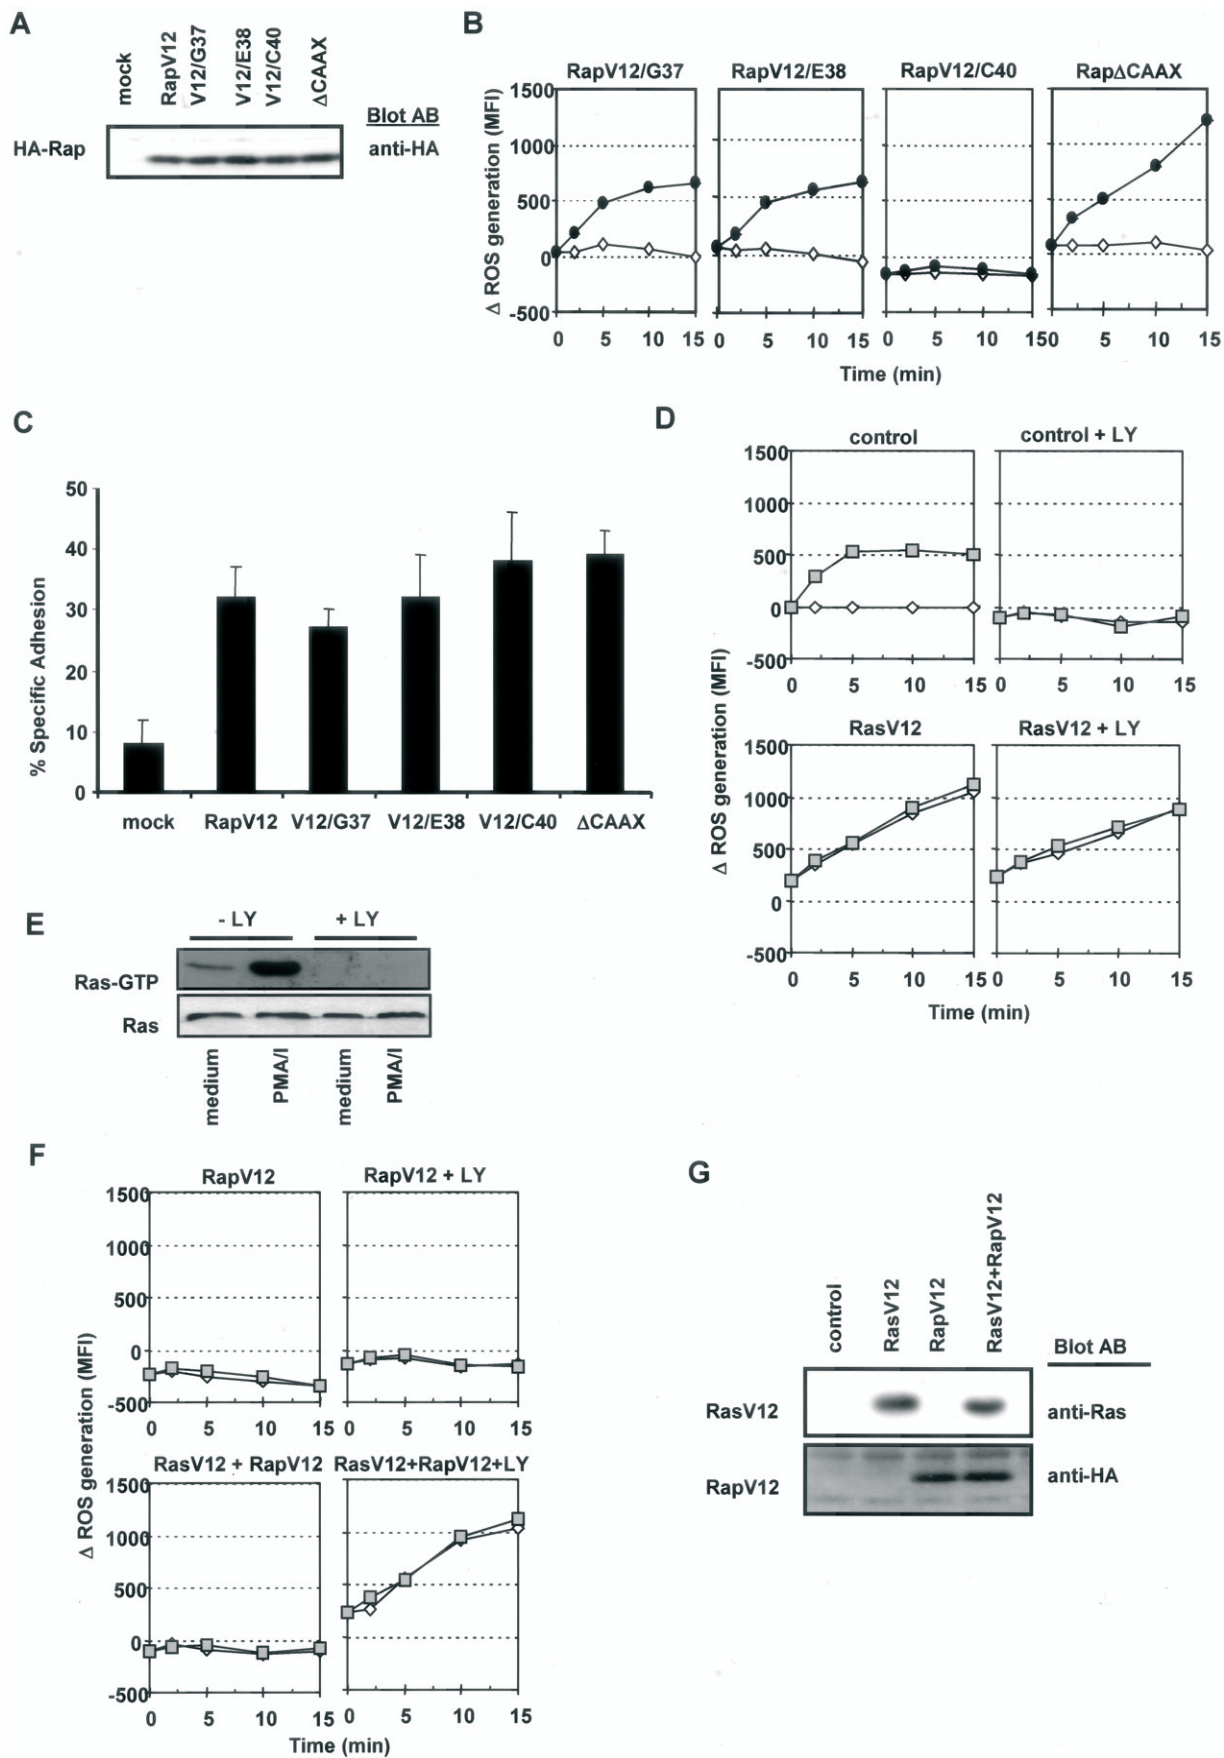 A
mock
RapV12
V12/G37
V12/E38
V12/C40
ΔCAAX
Blot AB
HA-Rap
anti-HA
B
RapV12/G37 RapV12/E38 RapV12/C40 RapΔCAAX
Δ ROS generation (MFI)
1500
1000
500
0
-500
0 5 10 15 0 5 10 15 0 5 10 15 0 5 10 15
Time (min)
C
% Specific Adhesion
50
40
30
20
10
0
mock RapV12 V12/G37 V12/E38 V12/C40 ΔCAAX
D
control control + LY
1500
1000
500
0
-500
0 5 10 15 0 5 10 15
Δ ROS generation (MFI)
RasV12 RasV12 + LY
1500
1000
500
0
-500
0 5 10 15 0 5 10 15
Time (min)
E
- LY + LY
Ras-GTP
Ras
medium
PMA/I
medium
PMA/I
F
RapV12 RapV12 + LY
1500
1000
500
0
-500
0 5 10 15 0 5 10 15
Δ ROS generation (MFI)
RasV12 + RapV12 RasV12+RapV12+LY
1500
1000
500
0
-500
0 5 10 15 0 5 10 15
Time (min)
G
control
RasV12
RapV12
RasV12+RapV12
Blot AB
RasV12 anti-Ras
RapV12 anti-HA